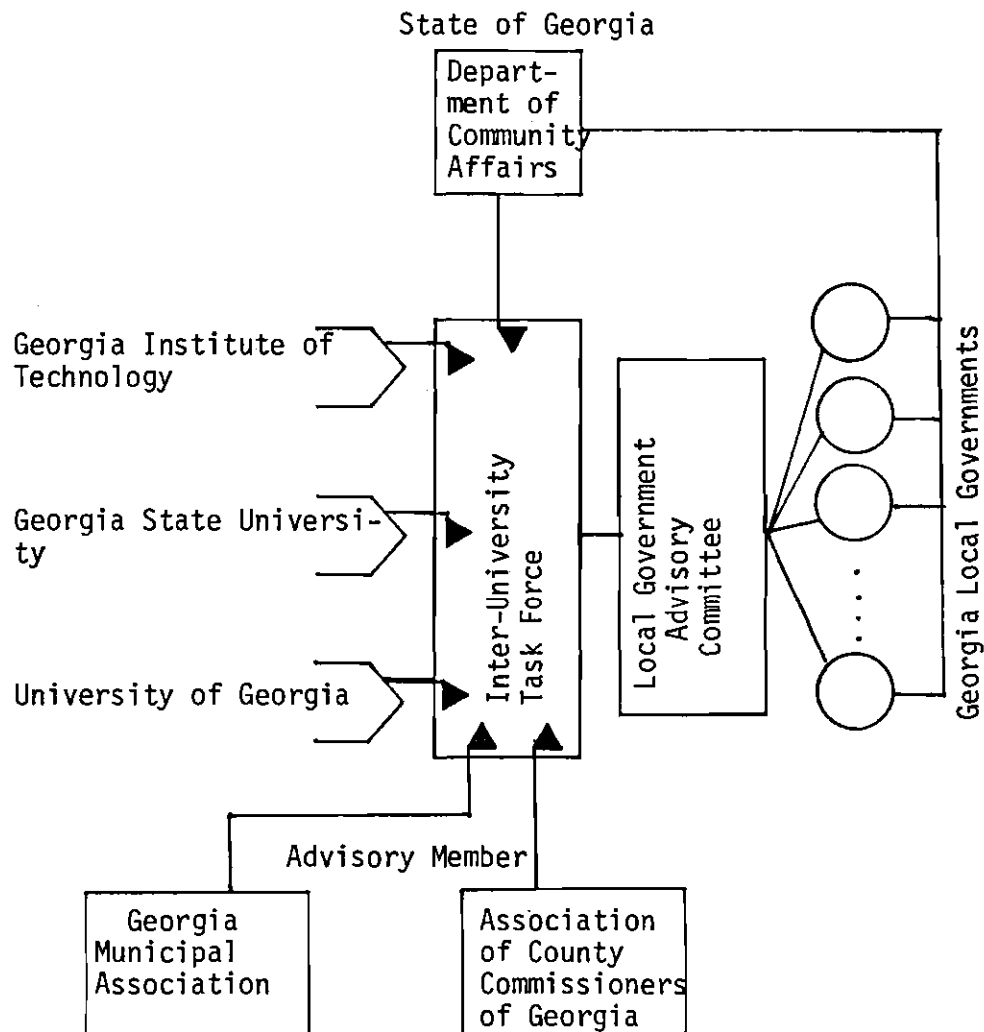 State of Georgia
Depart-
ment of
Community
Affairs
Georgia Institute of
Technology
Georgia State Universi-
ty
University of Georgia
Inter-University
Task Force
Local Government
Advisory
Committee
Georgia Local Governments
Advisory Member
Georgia
Municipal
Association
Association
of County
Commissioners
of Georgia